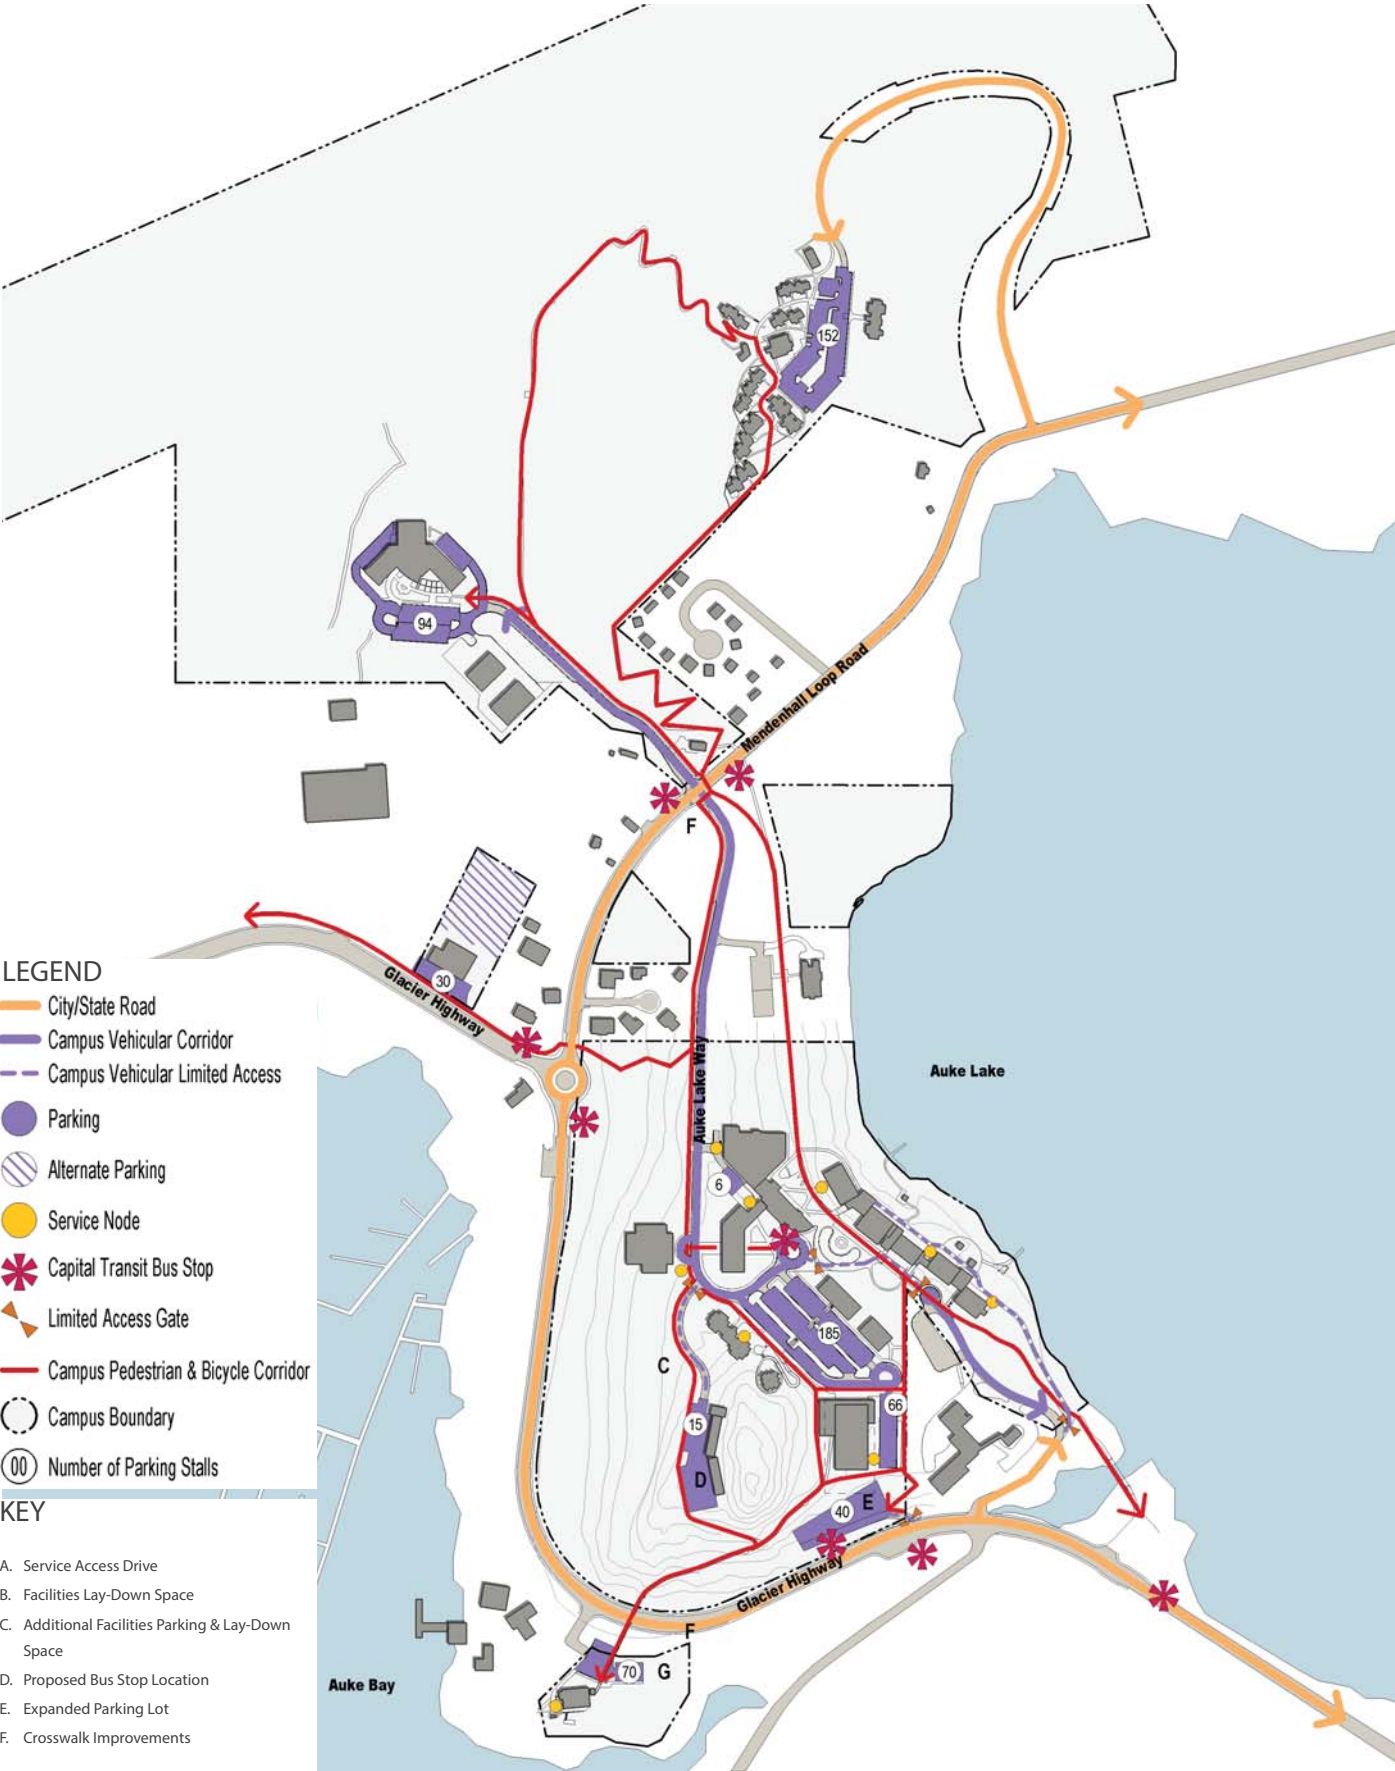 152
94
Mendenhall Loop Road
F
30
Glacier Highway
LEGEND
City/State Road
Campus Vehicular Corridor
Campus Vehicular Limited Access
Parking
Alternate Parking
Service Node
Capital Transit Bus Stop
Limited Access Gate
Campus Pedestrian & Bicycle Corridor
Campus Boundary
00 Number of Parking Stalls
Auke Lake Way
Auke Lake
6
185
C
66
15
D
40
E
Glacier Highway
F
70
G
Auke Bay
KEY
A. Service Access Drive
B. Facilities Lay-Down Space
C. Additional Facilities Parking & Lay-Down
Space
D. Proposed Bus Stop Location
E. Expanded Parking Lot
F. Crosswalk Improvements